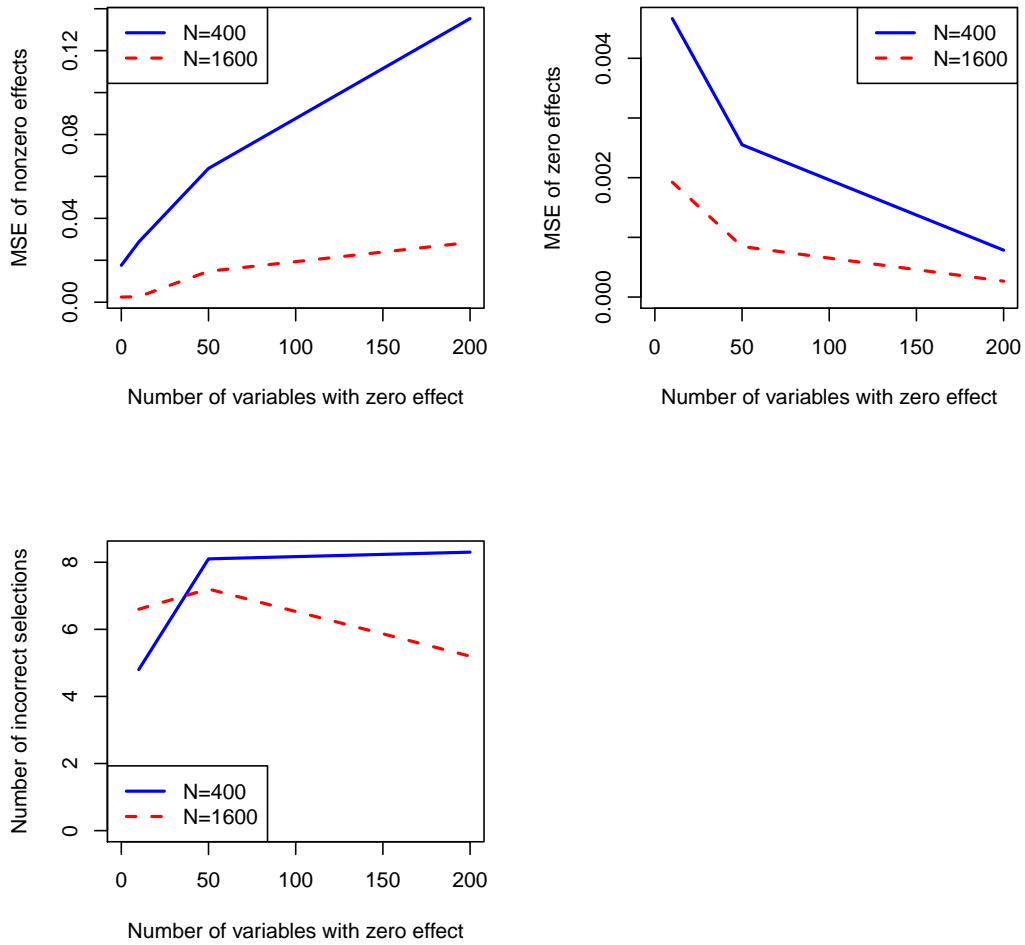 MSE of nonzero effects
0.00 0.04 0.08 0.12
N=400
N=1600
0 50 100 150 200
Number of variables with zero effect
MSE of zero effects
0.000 0.002 0.004
N=400
N=1600
0 50 100 150 200
Number of variables with zero effect
Number of incorrect selections
0 2 4 6 8
N=400
N=1600
0 50 100 150 200
Number of variables with zero effect